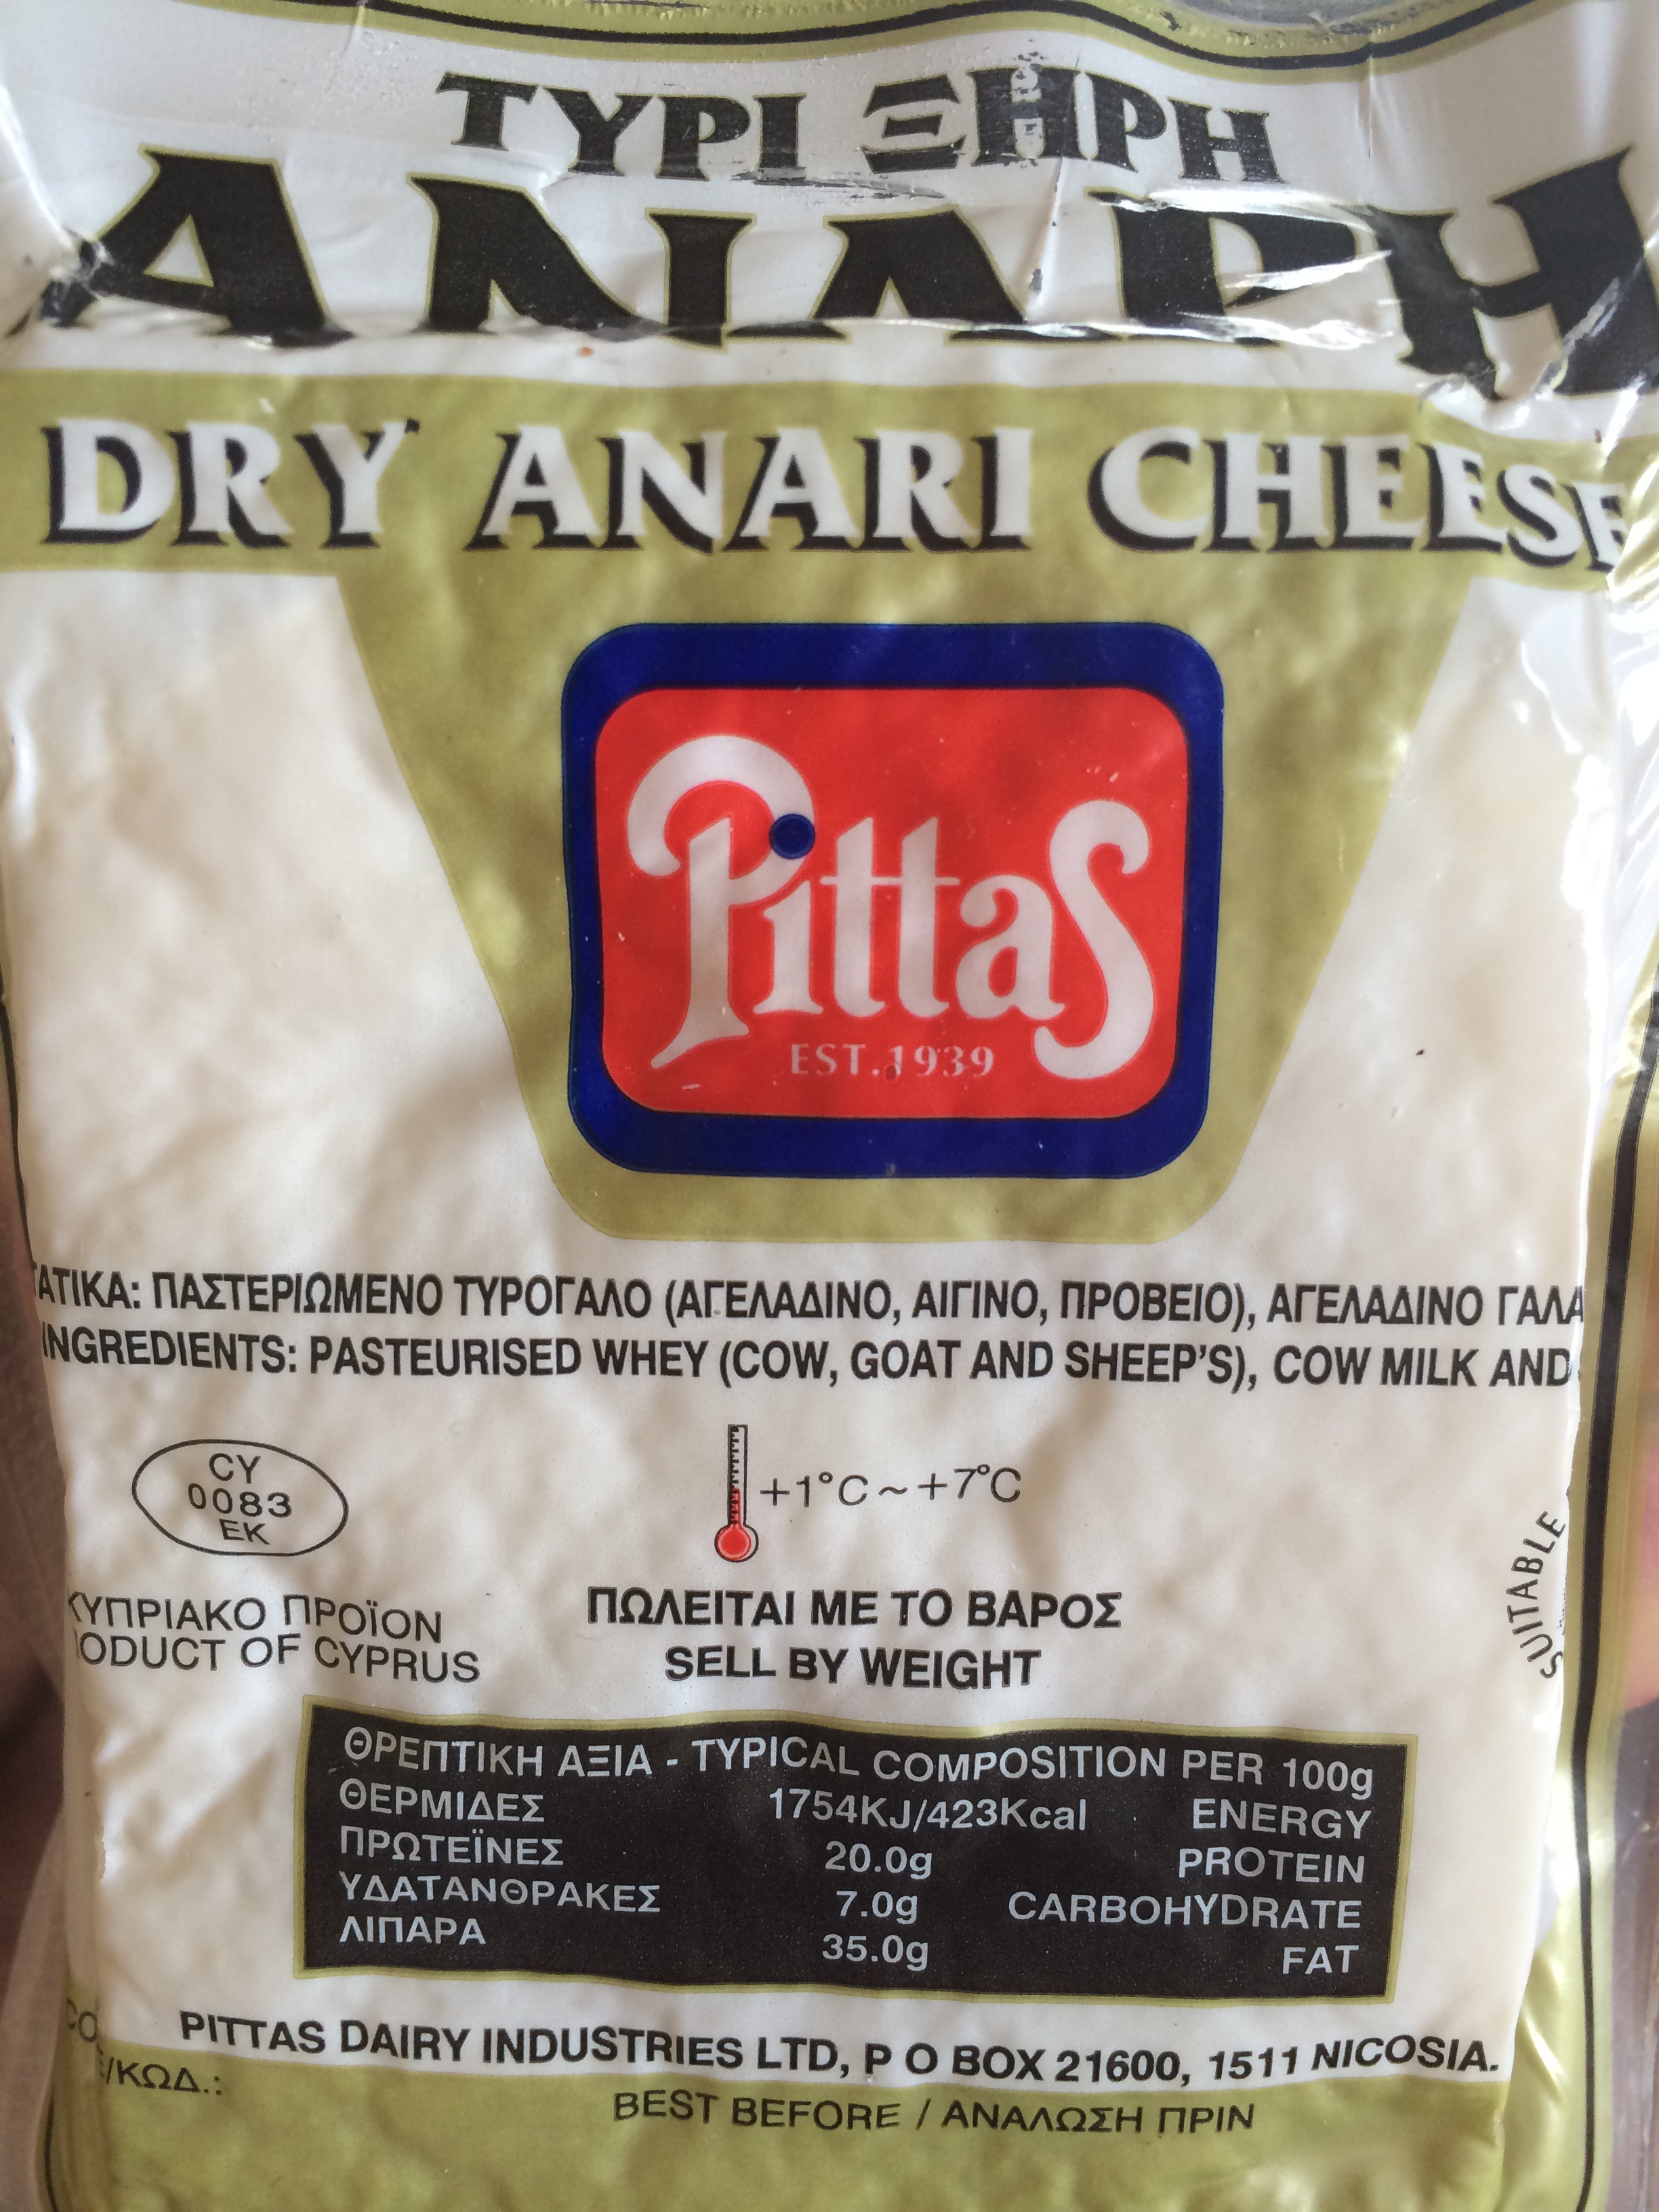 ΤΥΡΙ ΞΗΡΗ
ΑΝΑΡΗ
DRY ANARI CHEESE
Pittas
EST.1939
ΤΑΤΙΚΑ: ΠΑΣΤΕΡΙΩΜΕΝΟ ΤΥΡΟΓΑΛΟ (ΑΓΕΛΑΔΙΝΟ, ΑΙΓΙΝΟ, ΠΡΟΒΕΙΟ), ΑΓΕΛΑΔΙΝΟ ΓΑΛΑ
INGREDIENTS: PASTEURISED WHEY (COW, GOAT AND SHEEP'S), COW MILK AND
CY
0083
EK
+1°C~+7°C
ΚΥΠΡΙΑΚΟ ΠΡΟΪΟΝ
ODUCT OF CYPRUS
ΠΩΛΕΙΤΑΙ ΜΕ ΤΟ ΒΑΡΟΣ
SELL BY WEIGHT
SUITABLE
ΘΡΕΠΤΙΚΗ ΑΞΙΑ - TYPICAL COMPOSITION PER 100g
ΘΕΡΜΙΔΕΣ 1754KJ/423Kcal ENERGY
ΠΡΩΤΕΪΝΕΣ 20.0g PROTEIN
ΥΔΑΤΑΝΘΡΑΚΕΣ 7.0g CARBOHYDRATE
ΛΙΠΑΡΑ 35.0g FAT
PITTAS DAIRY INDUSTRIES LTD, P O BOX 21600, 1511 NICOSIA.
/ΚΩΔ.:
BEST BEFORE / ΑΝΑΛΩΣΗ ΠΡΙΝ